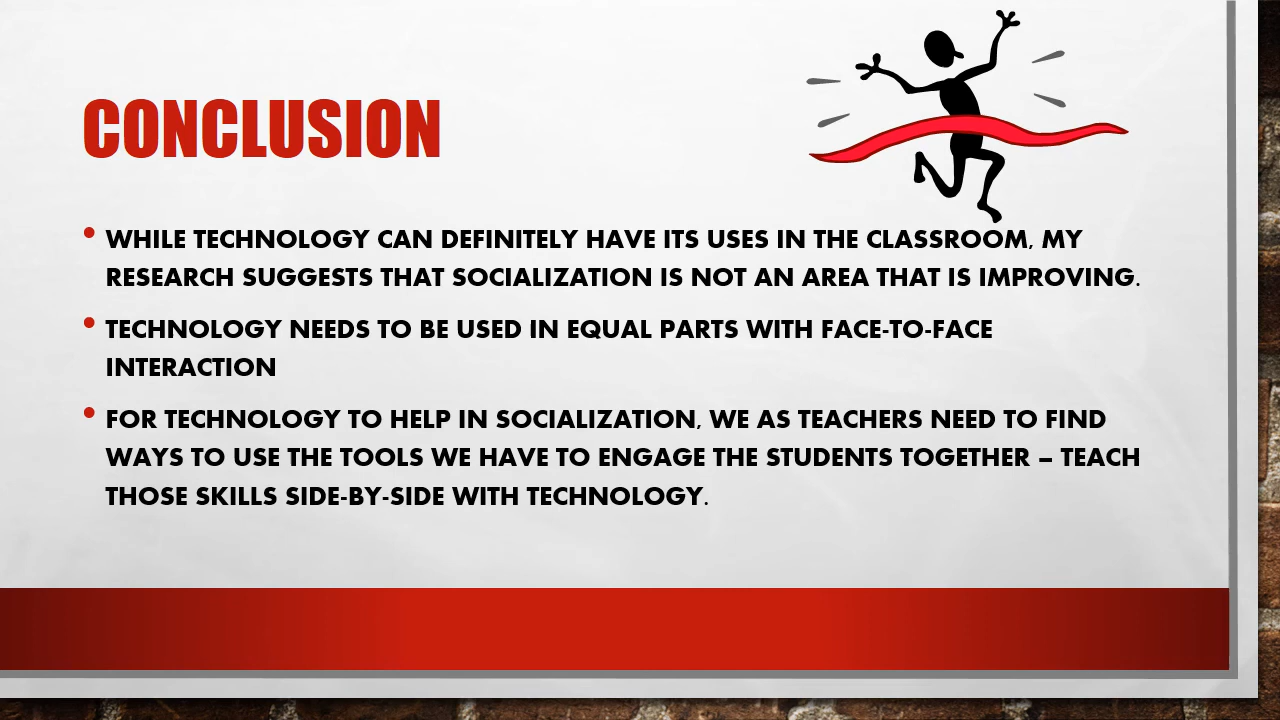 CONCLUSION
• WHILE TECHNOLOGY CAN DEFINITELY HAVE ITS USES IN THE CLASSROOM, MY
RESEARCH SUGGESTS THAT SOCIALIZATION IS NOT AN AREA THAT IS IMPROVING.
• TECHNOLOGY NEEDS TO BE USED IN EQUAL PARTS WITH FACE-TO-FACE
INTERACTION
• FOR TECHNOLOGY TO HELP IN SOCIALIZATION, WE AS TEACHERS NEED TO FIND
WAYS TO USE THE TOOLS WE HAVE TO ENGAGE THE STUDENTS TOGETHER – TEACH
THOSE SKILLS SIDE-BY-SIDE WITH TECHNOLOGY.